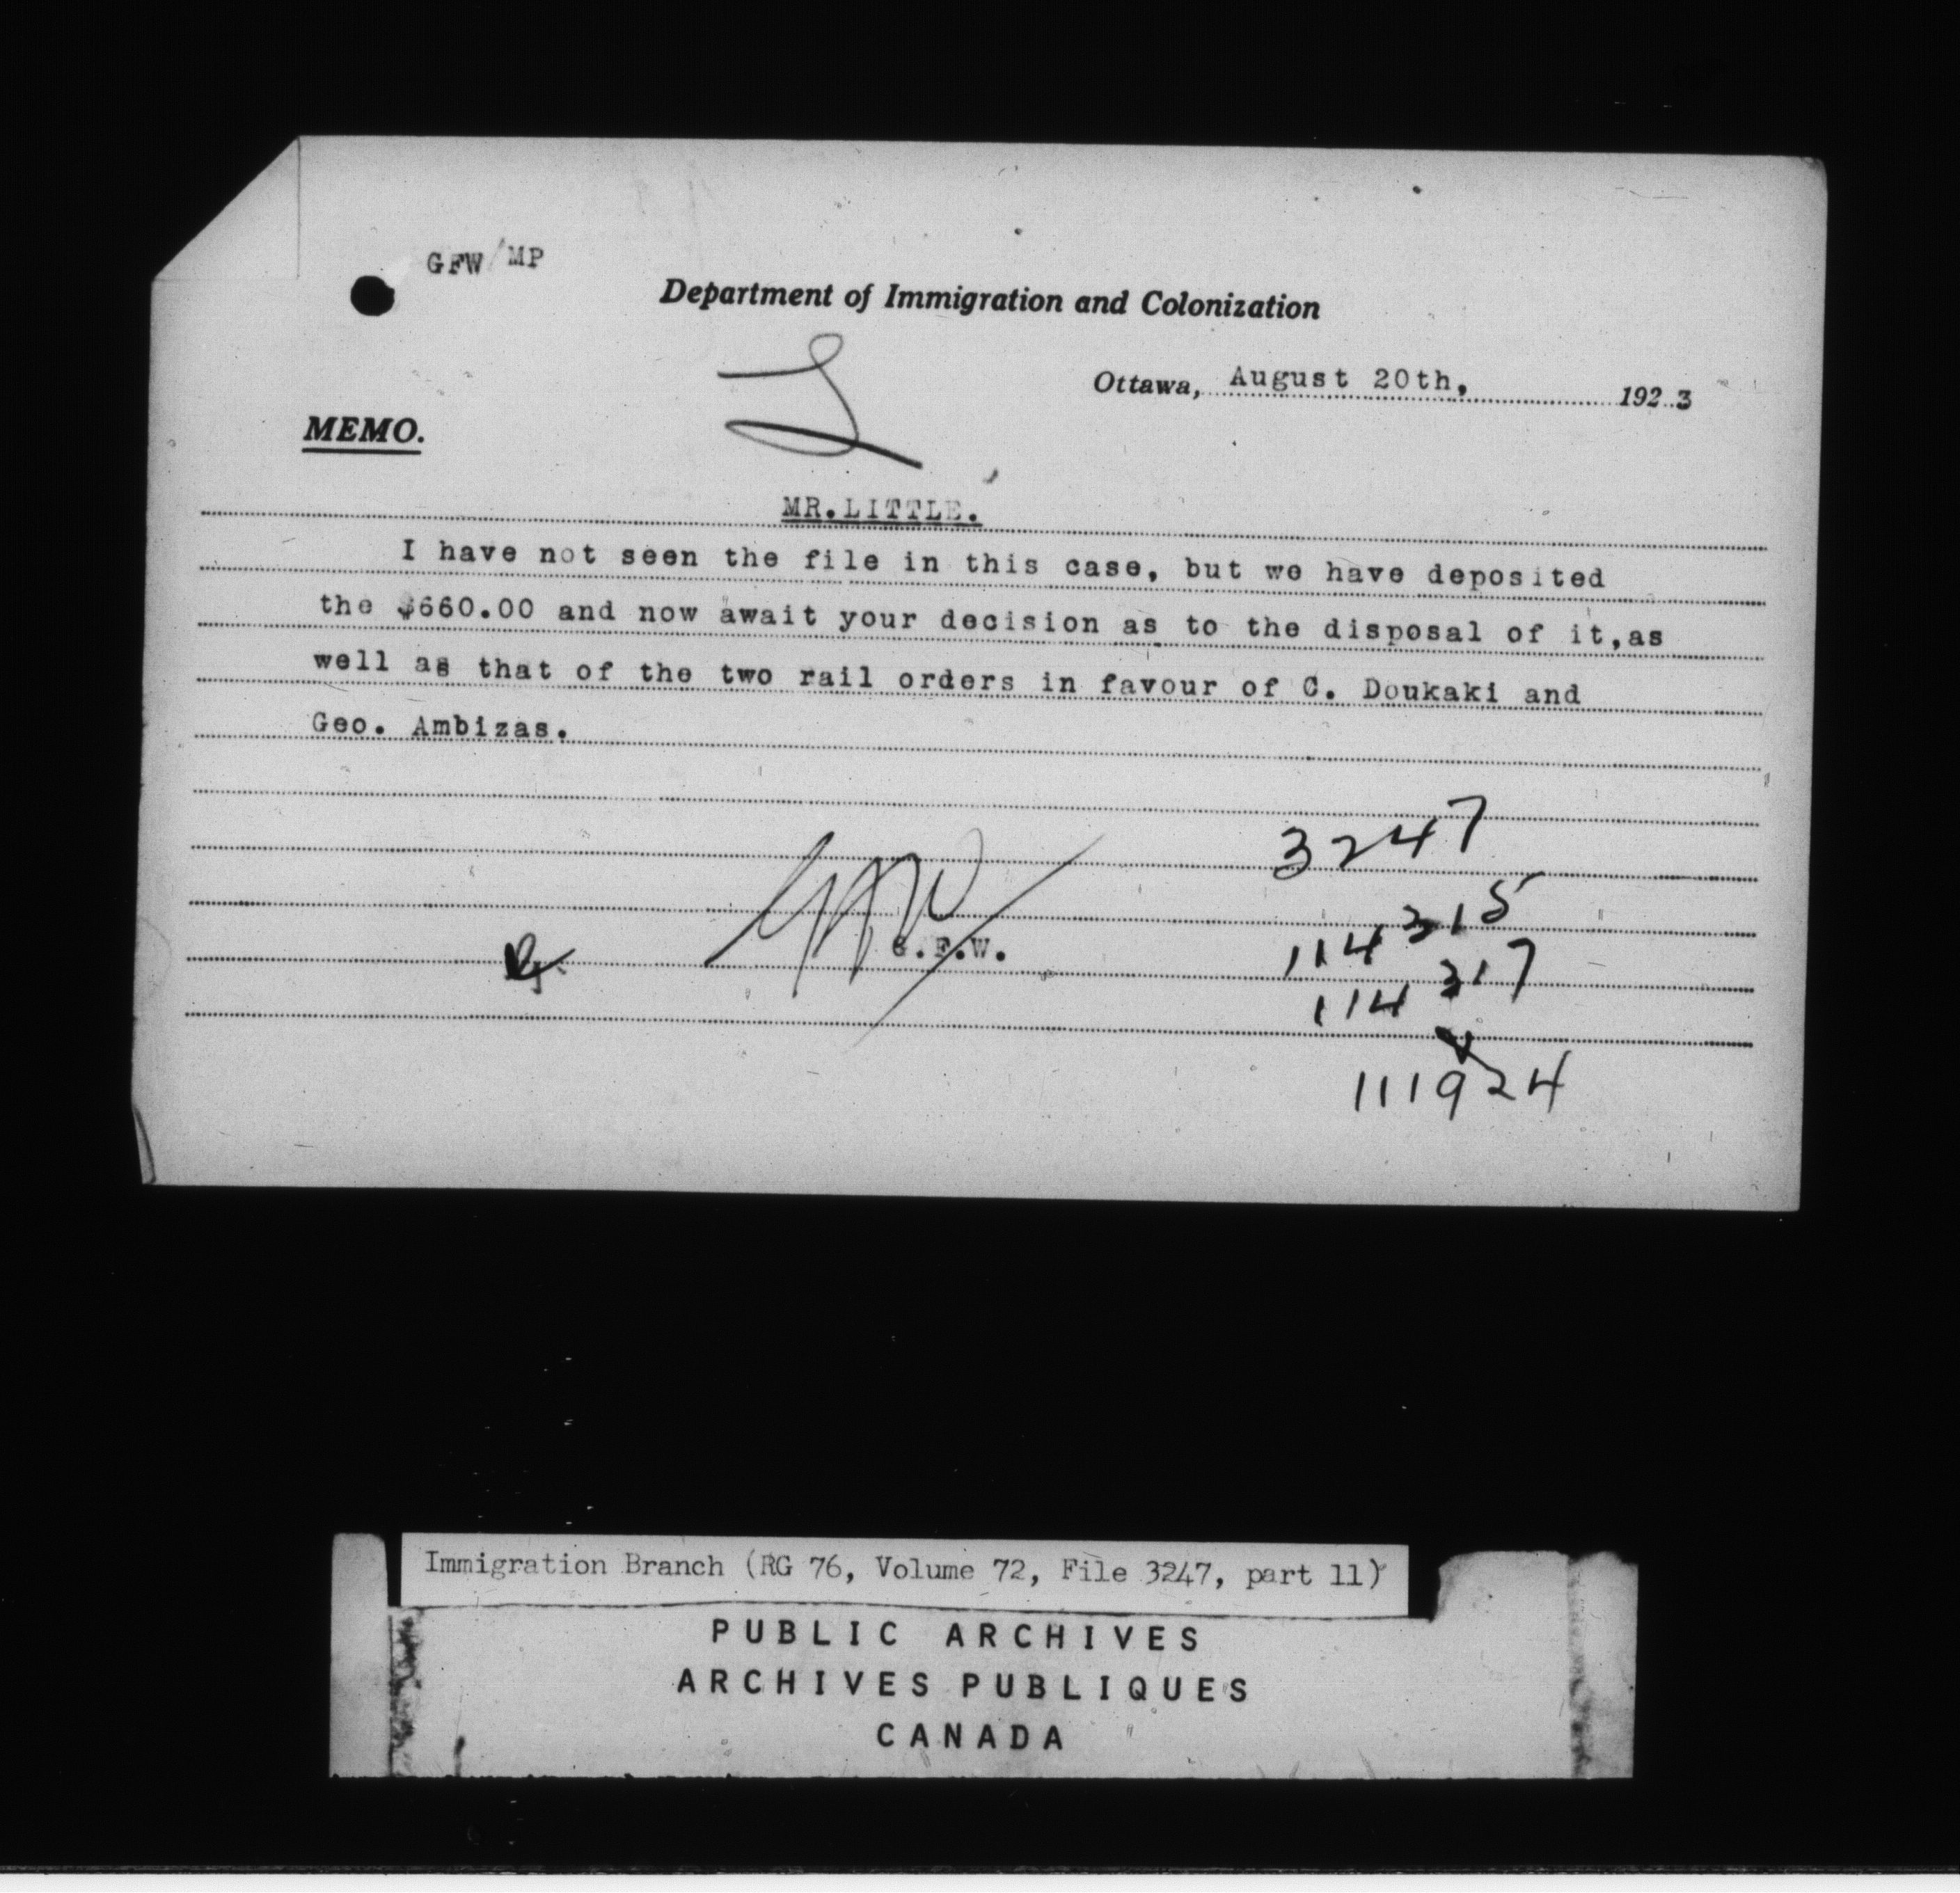 GFW/MP
Department of Immigration and Colonization
Ottawa, August 20th, 1923
MEMO.
MR.LITTLE.
I have not seen the file in this case, but we have deposited
the $660.00 and now await your decision as to the disposal of it,as
well as that of the two rail orders in favour of C. Doukaki and
Geo. Ambizas.
3247
114315
G.F.W.
114317
111924
Immigration Branch (RG 76, Volume 72, File 3247, part 11)
PUBLIC ARCHIVES
ARCHIVES PUBLIQUES
CANADA